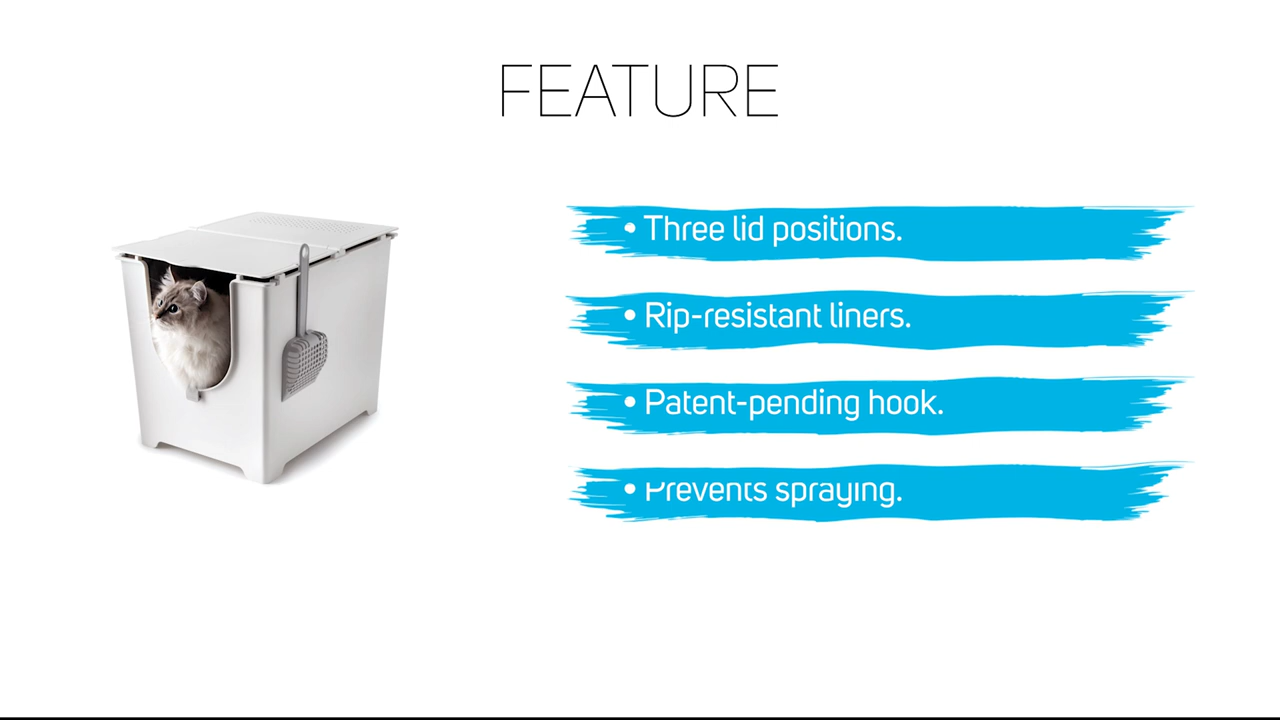 FEATURE
• Three lid positions.
• Rip-resistant liners.
• Patent-pending hook.
• Prevents spraying.